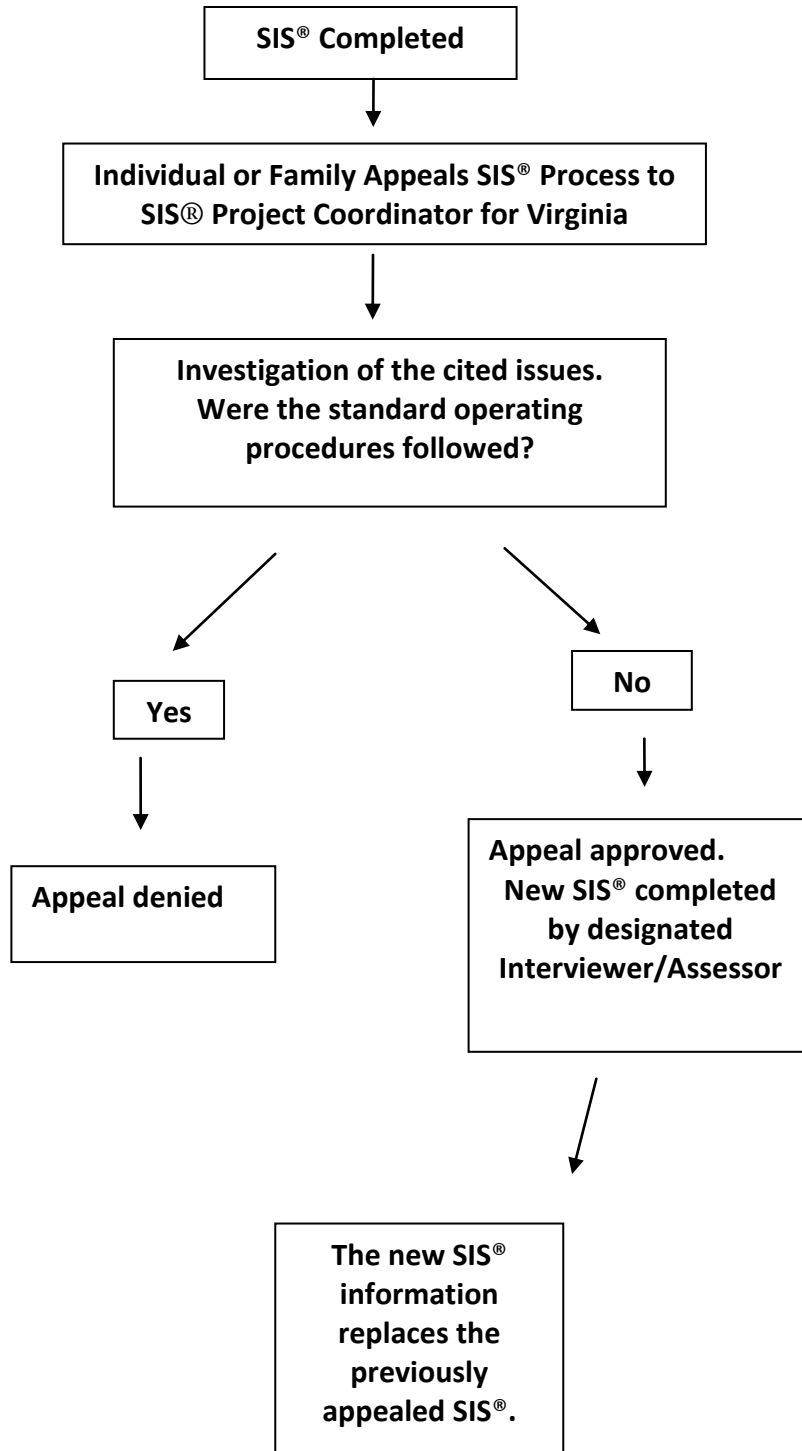 SIS® Completed
Individual or Family Appeals SIS® Process to
SIS® Project Coordinator for Virginia
Investigation of the cited issues.
Were the standard operating
procedures followed?
Yes
No
Appeal denied
Appeal approved.
New SIS® completed
by designated
Interviewer/Assessor
The new SIS®
information
replaces the
previously
appealed SIS®.